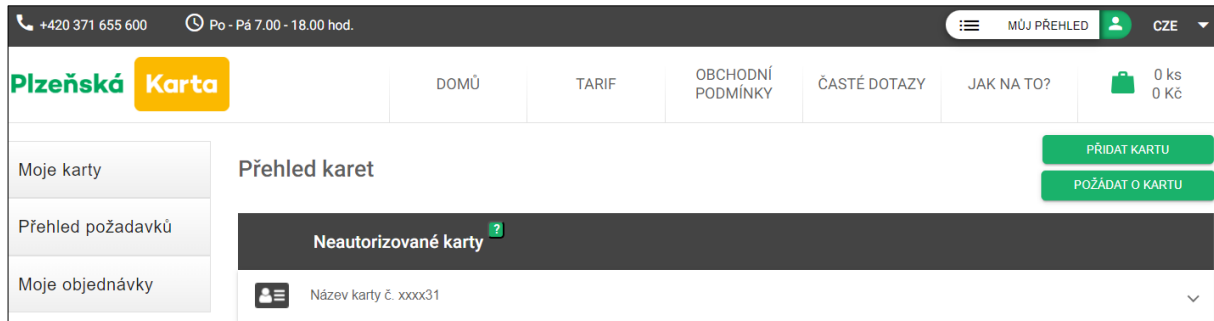 +420 371 655 600 Po - Pá 7.00 - 18.00 hod. MŮJ PŘEHLED CZE
Plzeňská Karta DOMŮ TARIF OBCHODNÍ PODMÍNKY ČASTÉ DOTAZY JAK NA TO? 0 ks
0 Kč
Moje karty
Přehled požadavků
Moje objednávky
Přehled karet
PŘIDAT KARTU
POŽÁDAT O KARTU
Neautorizované karty ?
Název karty č. xxxx31